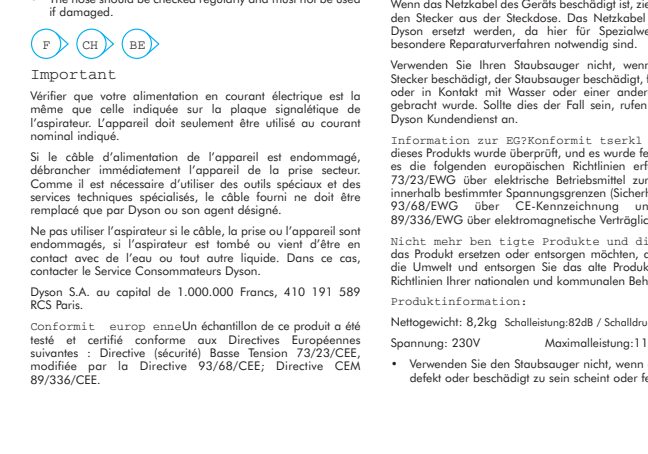 The hose should be checked regularly and must not be used
if damaged.
F CH BE
Important
Vérifier que votre alimentation en courant électrique est la
même que celle indiquée sur la plaque signalétique de
l'aspirateur. L'appareil doit seulement être utilisé au courant
nominal indiqué.
Si le câble d'alimentation de l'appareil est endommagé,
débrancher immédiatement l'appareil de la prise secteur.
Comme il est nécessaire d'utiliser des outils spéciaux et des
services techniques spécialisés, le câble fourni ne doit être
remplacé que par Dyson ou son agent désigné.
Ne pas utiliser l'aspirateur si le câble, la prise ou l'appareil sont
endommagés, si l'aspirateur est tombé ou vient d'être en
contact avec de l'eau ou tout autre liquide. Dans ce cas,
contacter le Service Consommateurs Dyson.
Dyson S.A. au capital de 1.000.000 Francs, 410 191 589
RCS Paris.
Conformit europ enneUn échantillon de ce produit a été
testé et certifié conforme aux Directives Européennes
suivantes : Directive (sécurité) Basse Tension 73/23/CEE,
modifiée par la Directive 93/68/CEE; Directive CEM
89/336/CEE.
Wenn das Netzkabel des Geräts beschädigt ist, zie
den Stecker aus der Steckdose. Das Netzkabel
Dyson ersetzt werden, da hier für Spezialwe
besondere Reparaturverfahren notwendig sind.
Verwenden Sie Ihren Staubsauger nicht, wenn
Stecker beschädigt, der Staubsauger beschädigt, f
oder in Kontakt mit Wasser oder einer ander
gebracht wurde. Sollte dies der Fall sein, rufen
Dyson Kundendienst an.
Information zur EG?Konformit tserkl
dieses Produkts wurde überprüft, und es wurde fe
es die folgenden europäischen Richtlinien erf
73/23/EWG über elektrische Betriebsmittel zur
innerhalb bestimmter Spannungsgrenzen (Sicherh
93/68/EWG über CE-Kennzeichnung un
89/336/EWG über elektromagnetische Verträglic
Nicht mehr ben tigte Produkte und di
das Produkt ersetzen oder entsorgen möchten, d
die Umwelt und entsorgen Sie das alte Produk
Richtlinien Ihrer nationalen und kommunalen Beh
Produktinformation:
Nettogewicht: 8,2kg Schalleistung:82dB / Schalldru
Spannung: 230V Maximalleistung:11
• Verwenden Sie den Staubsauger nicht, wenn
defekt oder beschädigt zu sein scheint oder fe